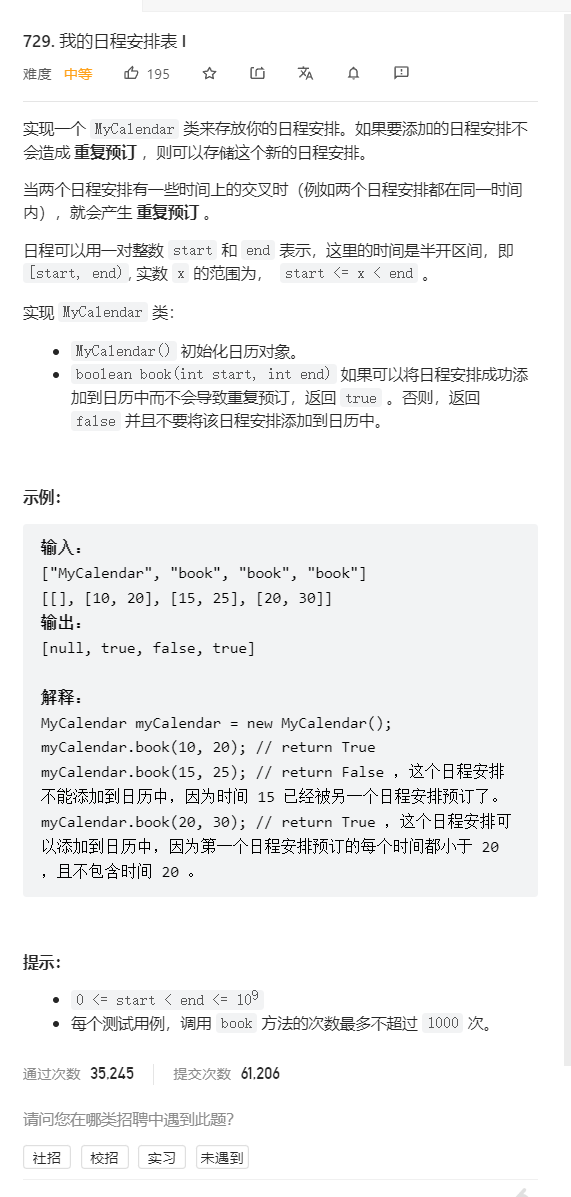 729. 我的日程安排表 I
难度 中等 195
实现一个 MyCalendar 类来存放你的日程安排。如果要添加的日程安排不
会造成 重复预订 ，则可以存储这个新的日程安排。
当两个日程安排有一些时间上的交叉时（例如两个日程安排都在同一时间
内），就会产生 重复预订 。
日程可以用一对整数 start 和 end 表示，这里的时间是半开区间，即
[start, end), 实数 x 的范围为， start <= x < end 。
实现 MyCalendar 类：
• MyCalendar() 初始化日历对象。
• boolean book(int start, int end) 如果可以将日程安排成功添
加到日历中而不会导致重复预订，返回 true 。否则，返回
false 并且不要将该日程安排添加到日历中。
示例：
输入：
["MyCalendar", "book", "book", "book"]
[[], [10, 20], [15, 25], [20, 30]]
输出：
[null, true, false, true]
解释：
MyCalendar myCalendar = new MyCalendar();
myCalendar.book(10, 20); // return True
myCalendar.book(15, 25); // return False ，这个日程安排
不能添加到日历中，因为时间 15 已经被另一个日程安排预订了。
myCalendar.book(20, 30); // return True ，这个日程安排可
以添加到日历中，因为第一个日程安排预订的每个时间都小于 20
，且不包含时间 20 。
提示：
• 0 <= start < end <= 10⁹
• 每个测试用例，调用 book 方法的次数最多不超过 1000 次。
通过次数 35,245 提交次数 61,206
请问您在哪类招聘中遇到此题？
社招 校招 实习 未遇到